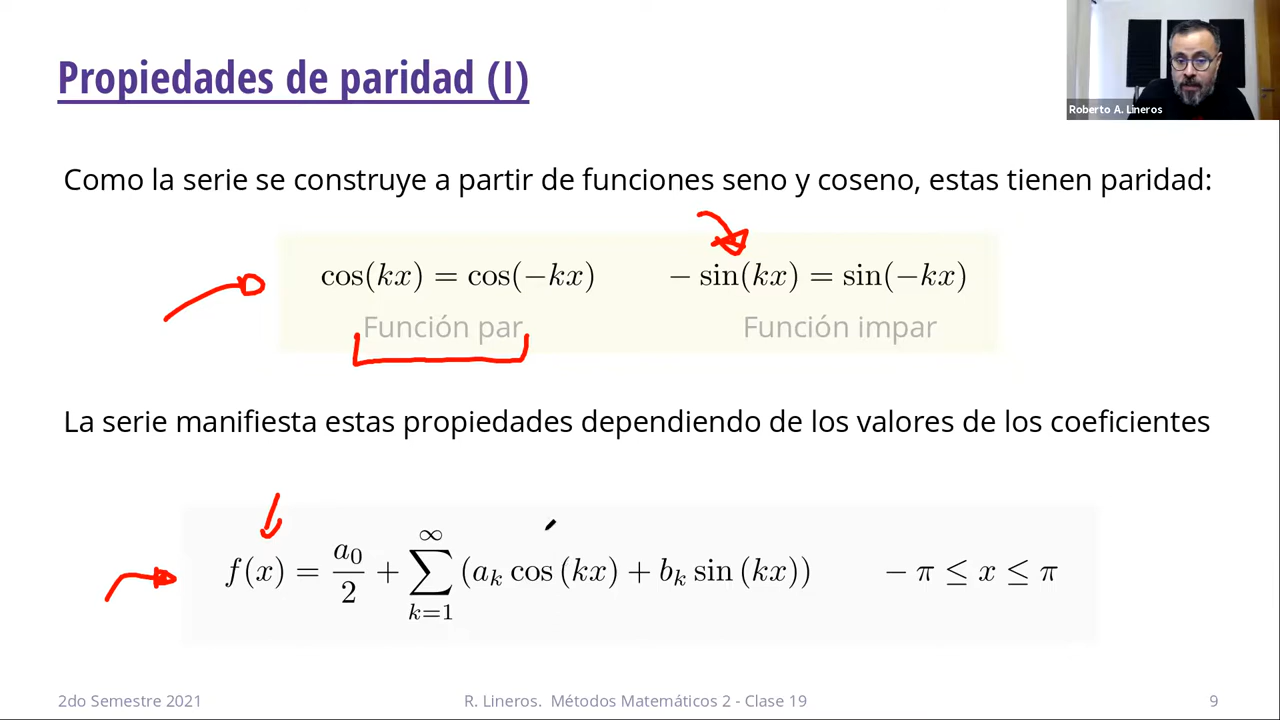 Propiedades de paridad (I)
Roberto A. Lineros
Como la serie se construye a partir de funciones seno y coseno, estas tienen paridad:
cos(kx) = cos(−kx)    − sin(kx) = sin(−kx)
Función par    Función impar
La serie manifiesta estas propiedades dependiendo de los valores de los coeficientes
f(x) = a₀/2 + ∑_{k=1}^{∞} (aₖ cos (kx) + bₖ sin (kx))    − π ≤ x ≤ π
2do Semestre 2021    R. Lineros. Métodos Matemáticos 2 - Clase 19    9